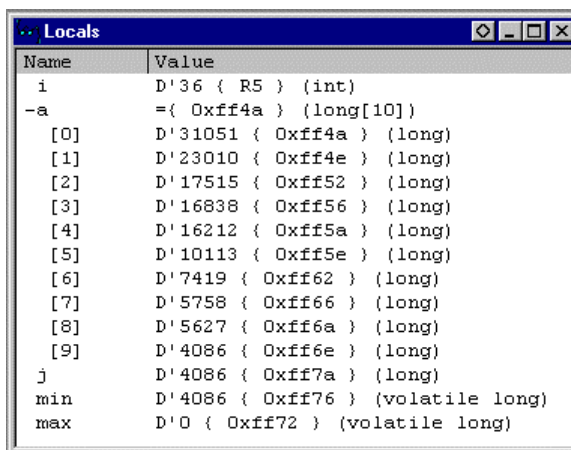 Locals
Name Value
i D'36 { R5 } (int)
-a ={ 0xff4a } (long[10])
[0] D'31051 { 0xff4a } (long)
[1] D'23010 { 0xff4e } (long)
[2] D'17515 { 0xff52 } (long)
[3] D'16838 { 0xff56 } (long)
[4] D'16212 { 0xff5a } (long)
[5] D'10113 { 0xff5e } (long)
[6] D'7419 { 0xff62 } (long)
[7] D'5758 { 0xff66 } (long)
[8] D'5627 { 0xff6a } (long)
[9] D'4086 { 0xff6e } (long)
j D'4086 { 0xff7a } (long)
min D'4086 { 0xff76 } (volatile long)
max D'0 { 0xff72 } (volatile long)